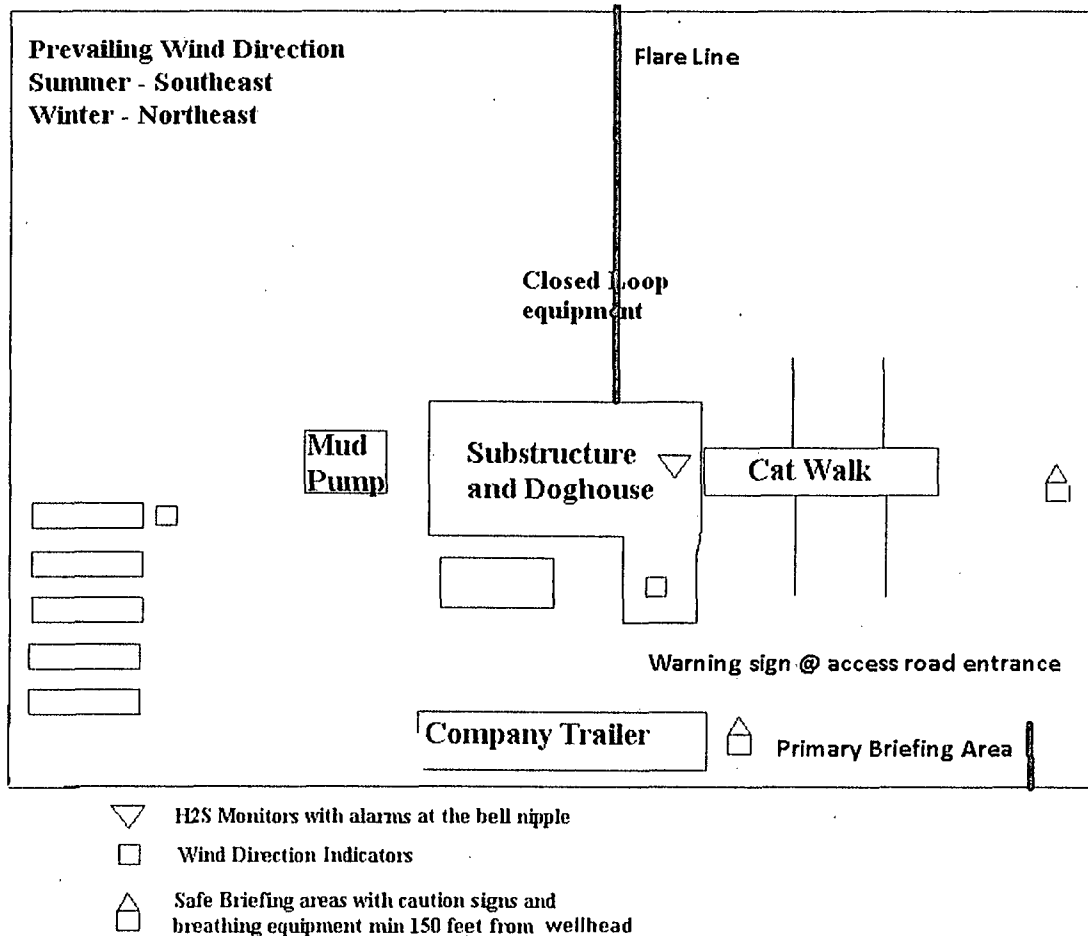 Prevailing Wind Direction
Summer - Southeast
Winter - Northeast
Flare Line
Closed Loop
equipment
Mud
Pump
Substructure
and Doghouse
Cat Walk
Warning sign @ access road entrance
Company Trailer
Primary Briefing Area
H2S Monitors with alarms at the bell nipple
Wind Direction Indicators
Safe Briefing areas with caution signs and
breathing equipment min 150 feet from wellhead